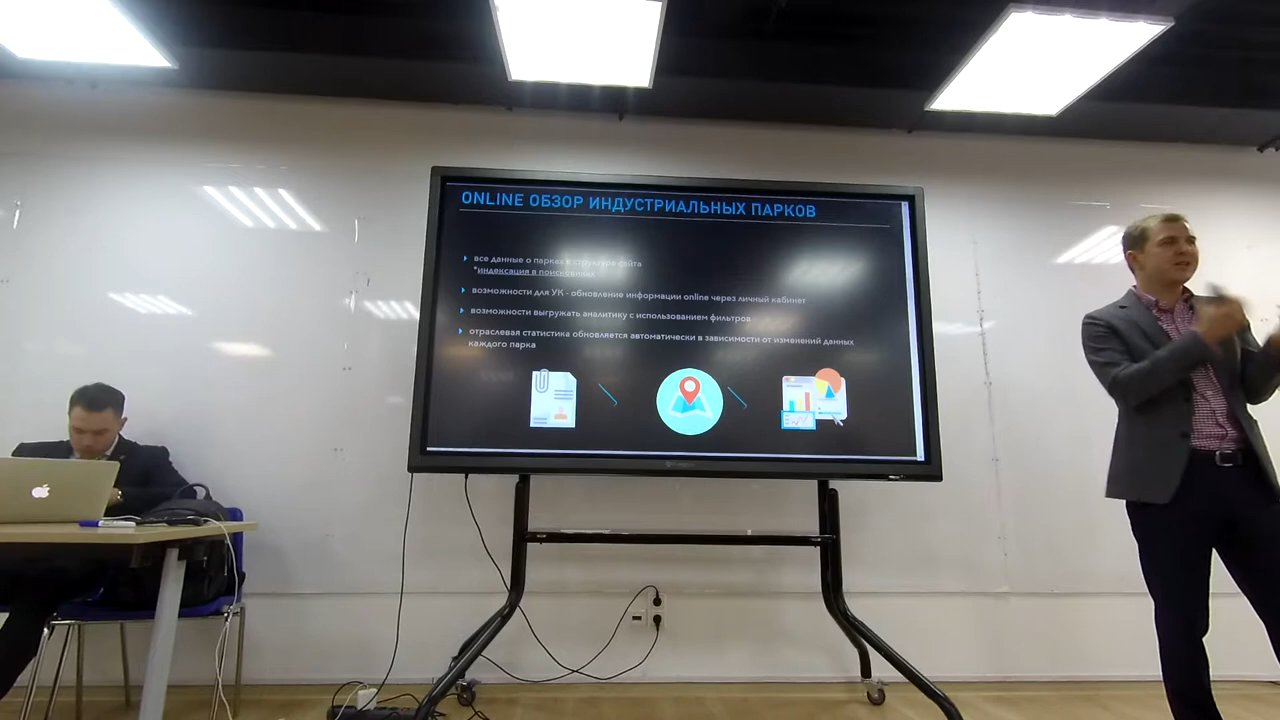 ONLINE ОБЗОР ИНДУСТРИАЛЬНЫХ ПАРКОВ
все данные о парках в структуре сайта
*индексация в поисковиках
возможности для УК - обновление информации online через личный кабинет
возможности выгружать аналитику с использованием фильтров
отраслевая статистика обновляется автоматически в зависимости от изменений данных
каждого парка